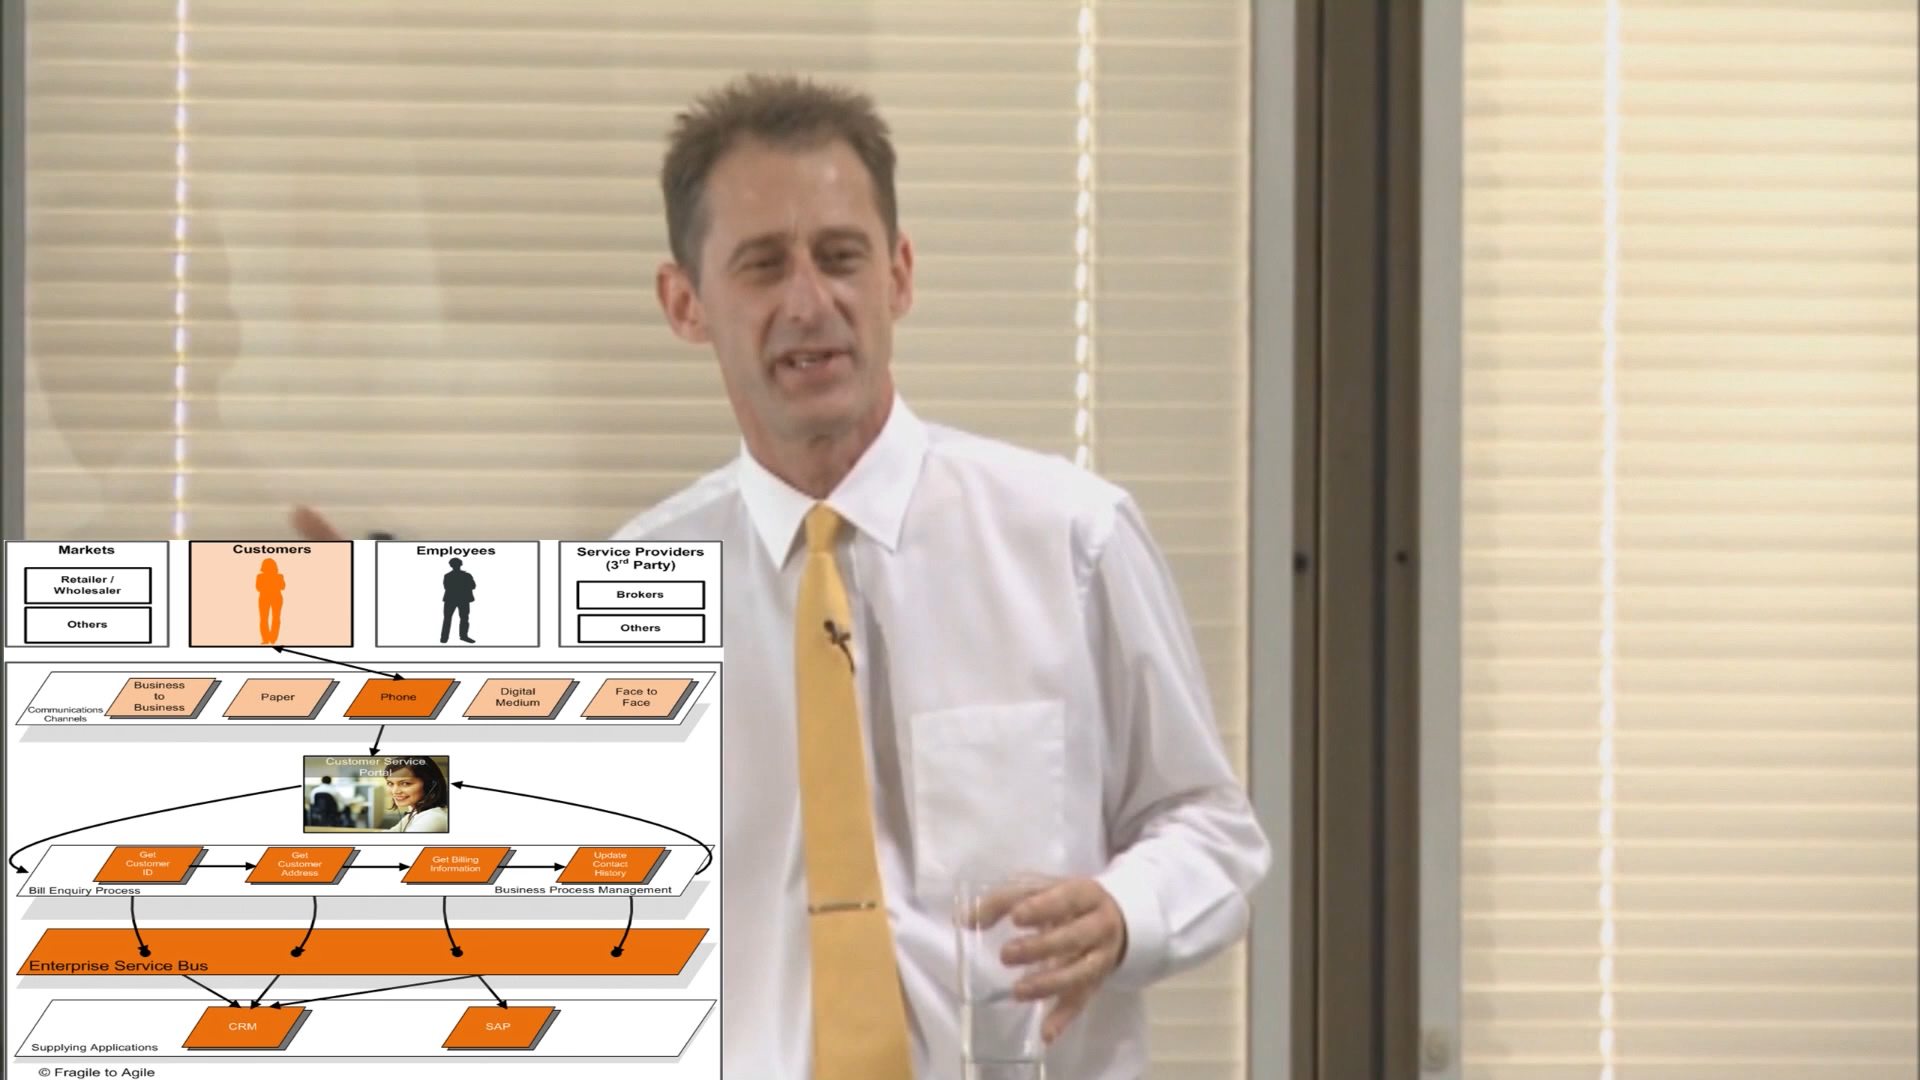 Markets
Retailer /
Wholesaler
Others
Customers
Employees
Service Providers
(3rd Party)
Brokers
Others
Communications
Channels
Business
to
Business
Paper
Phone
Digital
Medium
Face to
Face
Customer Service
Portal
Get
Customer
ID
Get
Customer
Address
Get Billing
Information
Update
Contact
History
Bill Enquiry Process
Business Process Management
Enterprise Service Bus
CRM
SAP
Supplying Applications
© Fragile to Agile